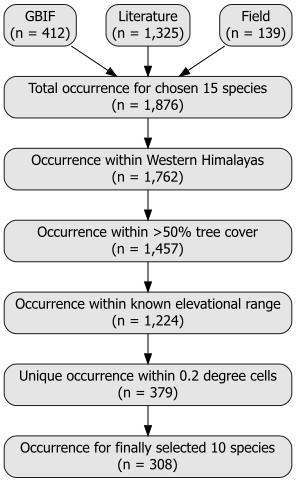 GBIF
(n = 412)
Literature
(n = 1,325)
Field
(n = 139)
Total occurrence for chosen 15 species
(n = 1,876)
Occurrence within Western Himalayas
(n = 1,762)
Occurrence within >50% tree cover
(n = 1,457)
Occurrence within known elevational range
(n = 1,224)
Unique occurrence within 0.2 degree cells
(n = 379)
Occurrence for finally selected 10 species
(n = 308)